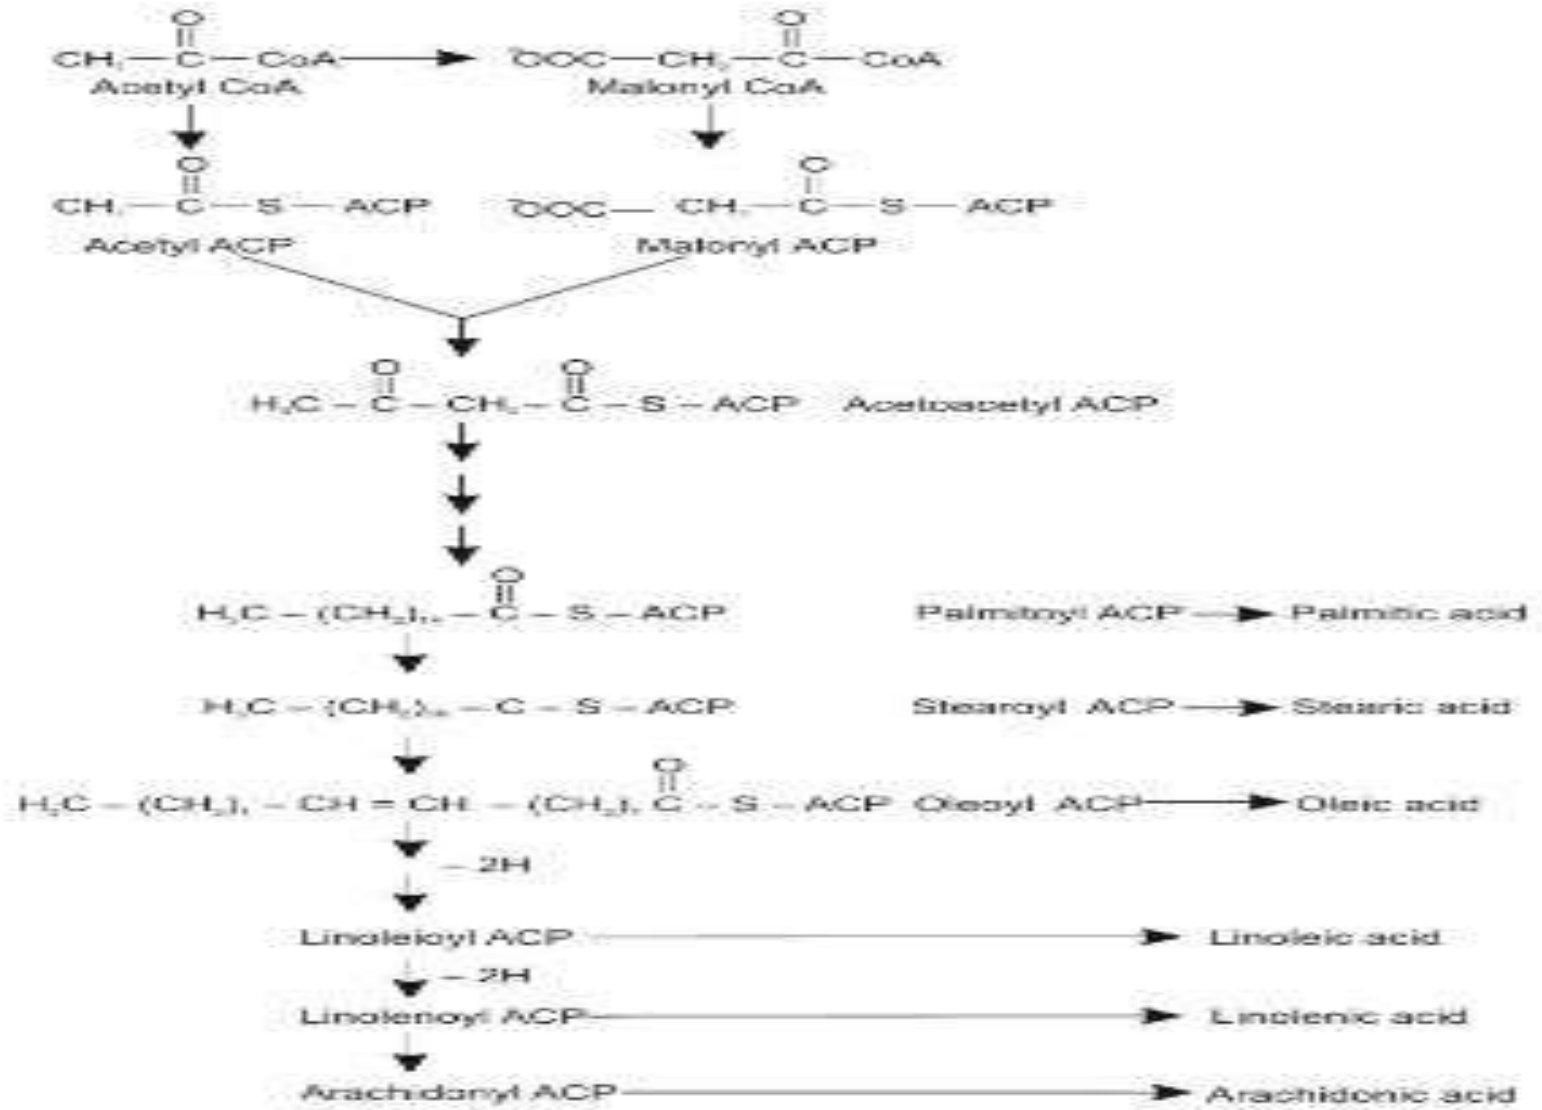 O O
CH₃—C—CoA → ⁻OOC—CH₂—C—CoA
Acetyl CoA Malonyl CoA
O O
CH₃—C—S—ACP ⁻OOC—CH₂—C—S—ACP
Acetyl ACP Malonyl ACP
O O
H₃C – C – CH₂ – C – S – ACP Acetoacetyl ACP
O
H₃C – (CH₂)₁₄ – C – S – ACP Palmitoyl ACP → Palmitic acid
H₃C – (CH₂)₁₆ – C – S – ACP Stearoyl ACP → Stearic acid
O
H₃C – (CH₂)₇ – CH = CH – (CH₂)₇ C – S – ACP Oleoyl ACP → Oleic acid
– 2H
Linoleioyl ACP → Linoleic acid
– 2H
Linolenoyl ACP → Linolenic acid
Arachidonyl ACP → Arachidonic acid